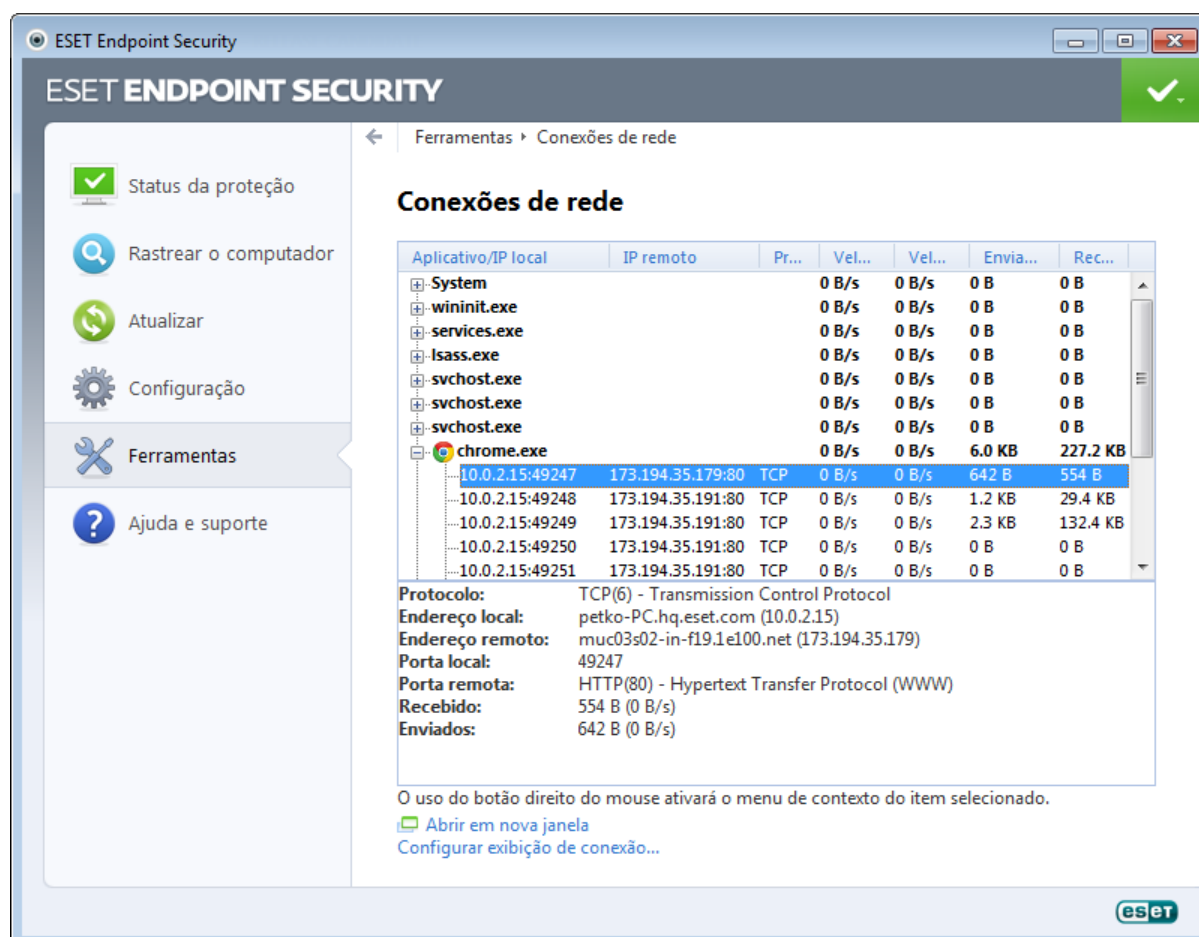 ESET Endpoint Security
ESET ENDPOINT SECURITY
Ferramentas Conexões de rede
Status da proteção
Rastrear o computador
Atualizar
Configuração
Ferramentas
Ajuda e suporte
Conexões de rede
Aplicativo/IP local IP remoto Pr... Vel... Vel... Envia... Rec...
System 0 B/s 0 B/s 0 B 0 B
wininit.exe 0 B/s 0 B/s 0 B 0 B
services.exe 0 B/s 0 B/s 0 B 0 B
lsass.exe 0 B/s 0 B/s 0 B 0 B
svchost.exe 0 B/s 0 B/s 0 B 0 B
svchost.exe 0 B/s 0 B/s 0 B 0 B
svchost.exe 0 B/s 0 B/s 0 B 0 B
chrome.exe 0 B/s 0 B/s 6.0 KB 227.2 KB
10.0.2.15:49247 173.194.35.179:80 TCP 0 B/s 0 B/s 642 B 554 B
10.0.2.15:49248 173.194.35.191:80 TCP 0 B/s 0 B/s 1.2 KB 29.4 KB
10.0.2.15:49249 173.194.35.191:80 TCP 0 B/s 0 B/s 2.3 KB 132.4 KB
10.0.2.15:49250 173.194.35.191:80 TCP 0 B/s 0 B/s 0 B 0 B
10.0.2.15:49251 173.194.35.191:80 TCP 0 B/s 0 B/s 0 B 0 B
Protocolo: TCP(6) - Transmission Control Protocol
Endereço local: petko-PC.hq.eset.com (10.0.2.15)
Endereço remoto: muc03s02-in-f19.1e100.net (173.194.35.179)
Porta local: 49247
Porta remota: HTTP(80) - Hypertext Transfer Protocol (WWW)
Recebido: 554 B (0 B/s)
Enviados: 642 B (0 B/s)
O uso do botão direito do mouse ativará o menu de contexto do item selecionado.
Abrir em nova janela
Configurar exibição de conexão...
eset